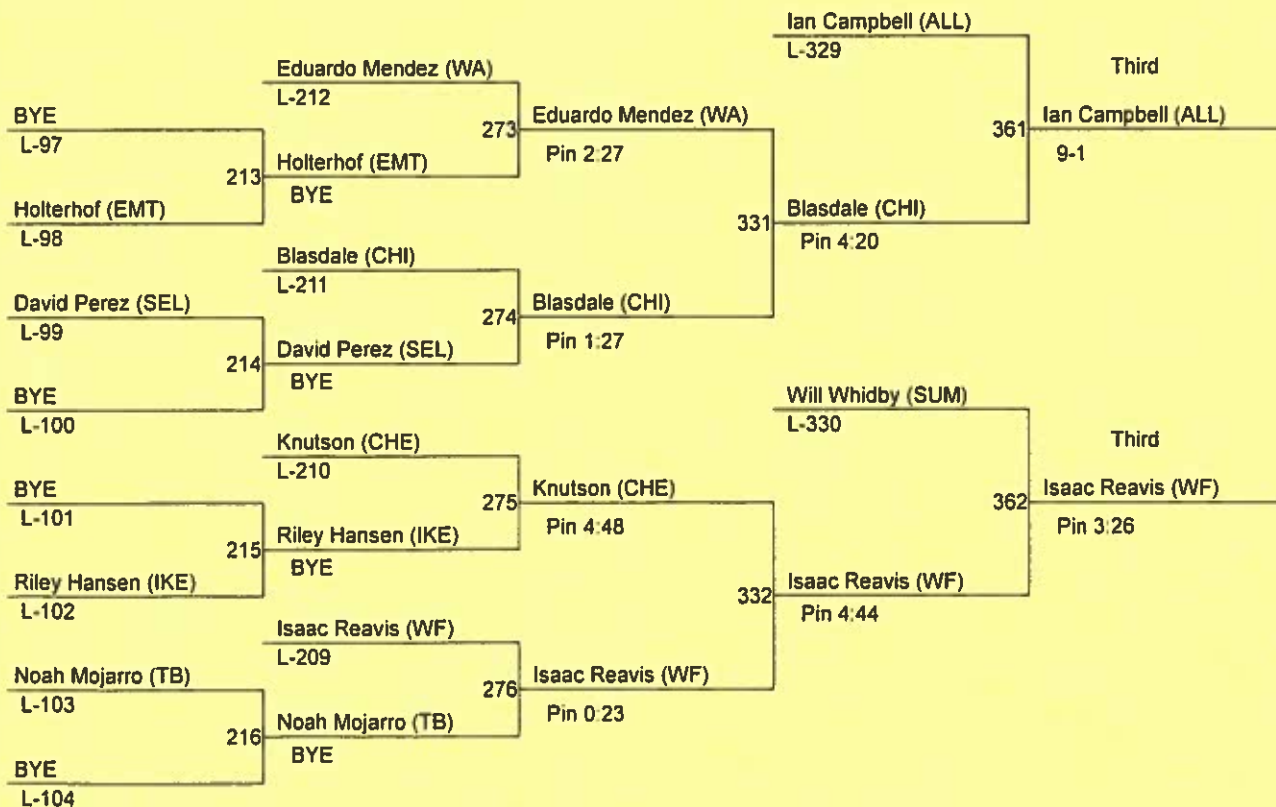 Ian Campbell (ALL)
L-329
Third
Eduardo Mendez (WA)
L-212
BYE
L-97
273
Eduardo Mendez (WA)
Pin 2:27
361
Ian Campbell (ALL)
9-1
213
Holterhof (EMT)
BYE
Holterhof (EMT)
L-98
331
Blasdale (CHI)
Pin 4:20
Blasdale (CHI)
L-211
David Perez (SEL)
L-99
274
Blasdale (CHI)
Pin 1:27
214
David Perez (SEL)
BYE
BYE
L-100
Will Whidby (SUM)
L-330
Third
Knutson (CHE)
L-210
BYE
L-101
275
Knutson (CHE)
Pin 4:48
362
Isaac Reavis (WF)
Pin 3:26
215
Riley Hansen (IKE)
BYE
Riley Hansen (IKE)
L-102
332
Isaac Reavis (WF)
Pin 4:44
Isaac Reavis (WF)
L-209
Noah Mojarro (TB)
L-103
276
Isaac Reavis (WF)
Pin 0:23
216
Noah Mojarro (TB)
BYE
BYE
L-104